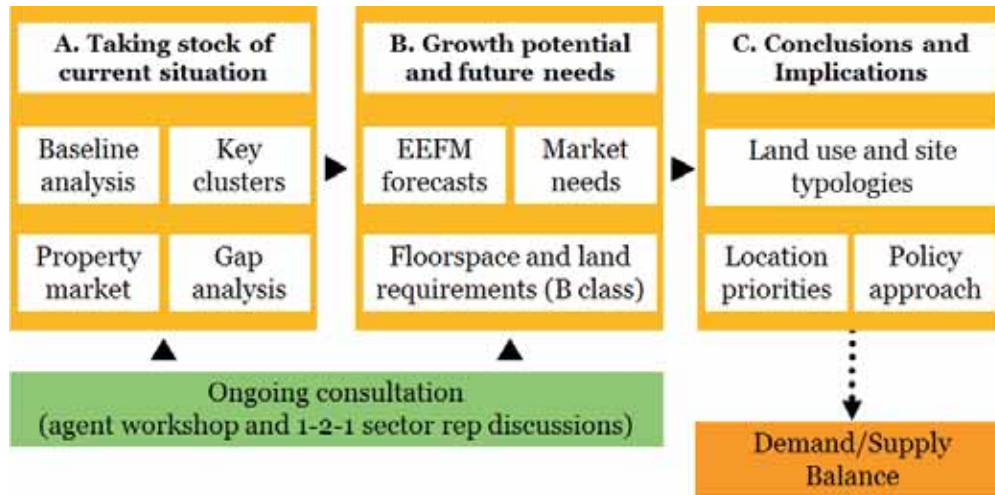 A. Taking stock of
current situation
Baseline
analysis
Key
clusters
Property
market
Gap
analysis
B. Growth potential
and future needs
EEFM
forecasts
Market
needs
Floorspace and land
requirements (B class)
C. Conclusions and
Implications
Land use and site
typologies
Location
priorities
Policy
approach
Ongoing consultation
(agent workshop and 1-2-1 sector rep discussions)
Demand/Supply
Balance